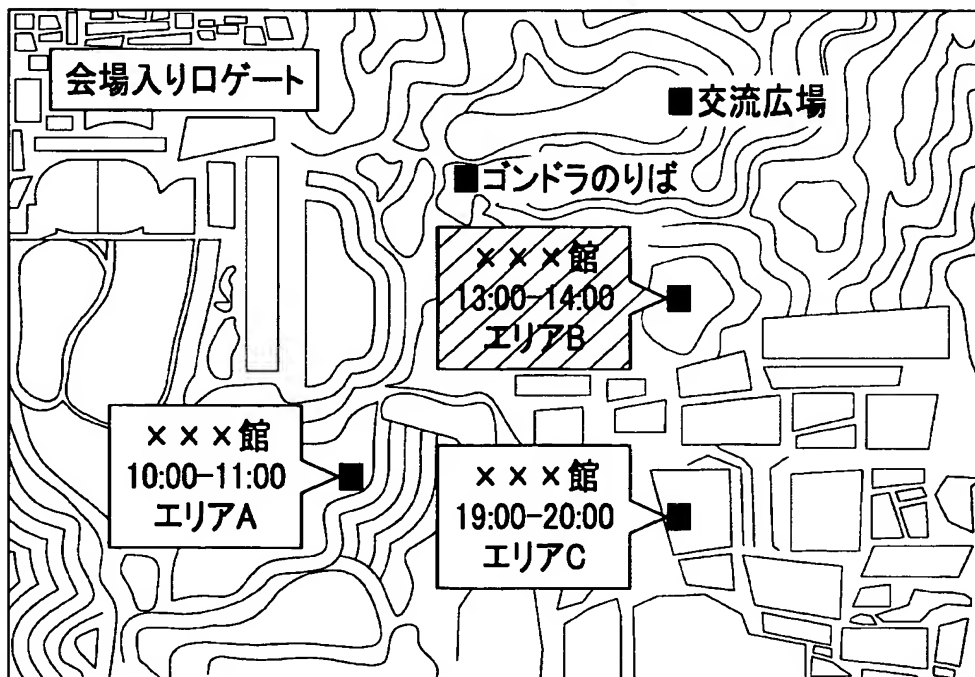 会場入り口ゲート
■交流広場
■ゴンドラのりば
×××館
13:00-14:00
エリアB
×××館
10:00-11:00
エリアA
×××館
19:00-20:00
エリアC